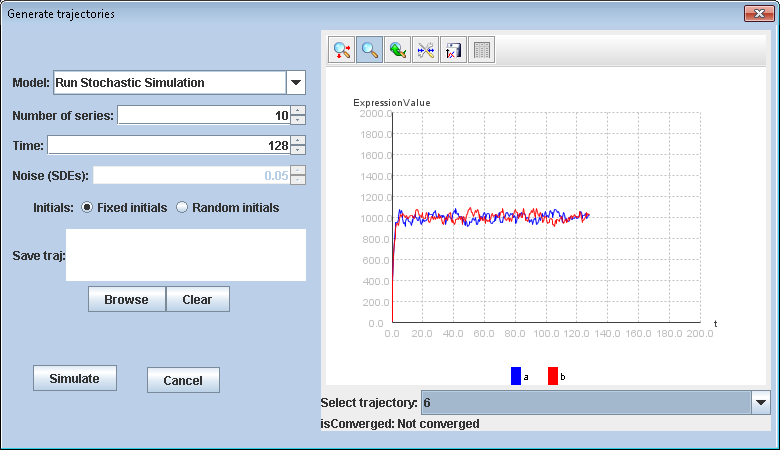 Generate trajectories
Model: Run Stochastic Simulation
Number of series: 10
Time: 128
Noise (SDEs): 0.05
Initials: Fixed initials Random initials
Save traj:
Browse Clear
Simulate Cancel
ExpressionValue
2000.0
1800.0
1600.0
1400.0
1200.0
1000.0
800.0
600.0
400.0
200.0
0.0
0.0 20.0 40.0 60.0 80.0 100.0 120.0 140.0 160.0 180.0 200.0 t
a b
Select trajectory: 6
isConverged: Not converged